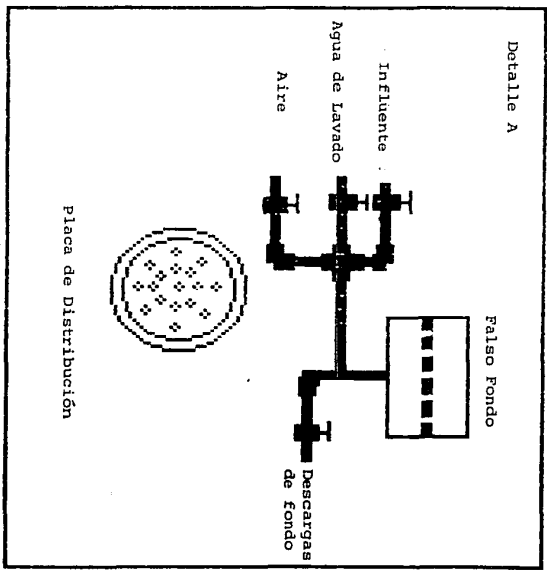 Detalle A
Influente
Agua de Lavado
Aire
Falso Fondo
Descargas
de fondo
Placa de Distribución